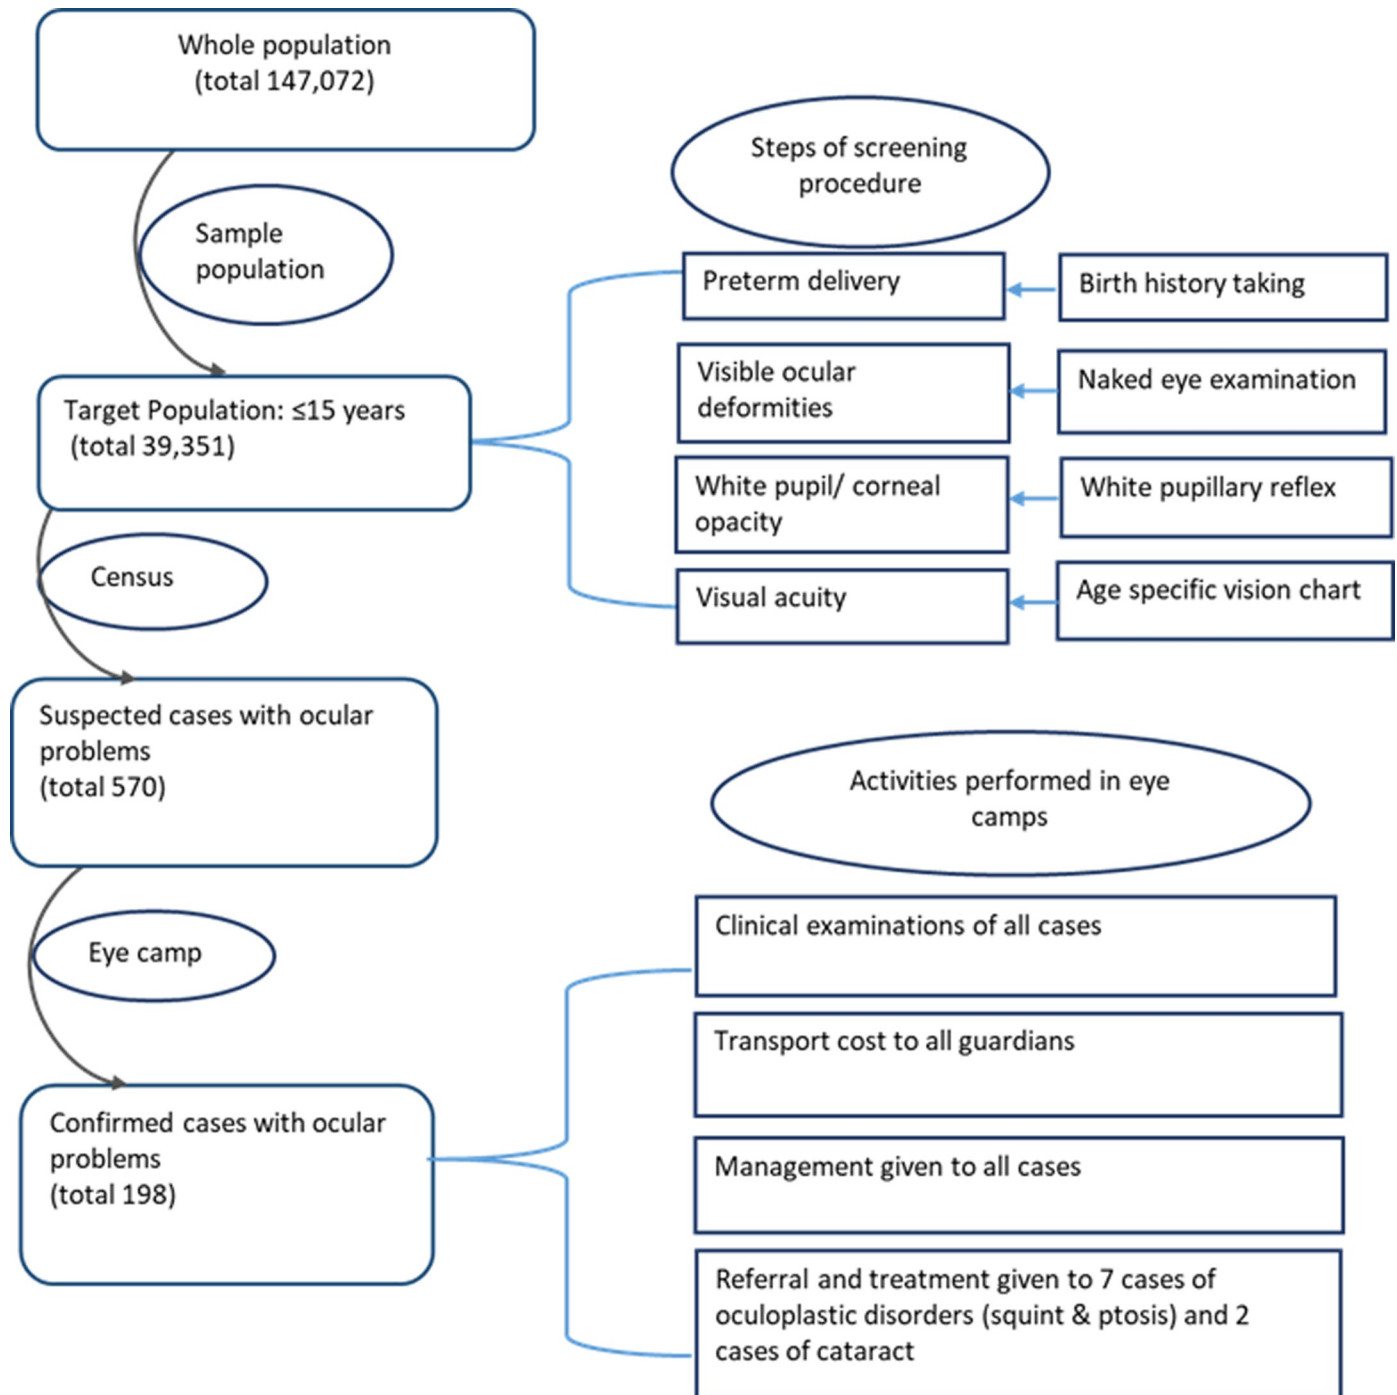 Whole population
(total 147,072)
Sample
population
Target Population: ≤15 years
(total 39,351)
Census
Suspected cases with ocular
problems
(total 570)
Eye camp
Confirmed cases with ocular
problems
(total 198)
Steps of screening
procedure
Preterm delivery
Birth history taking
Visible ocular
deformities
Naked eye examination
White pupil/ corneal
opacity
White pupillary reflex
Visual acuity
Age specific vision chart
Activities performed in eye
camps
Clinical examinations of all cases
Transport cost to all guardians
Management given to all cases
Referral and treatment given to 7 cases of
oculoplastic disorders (squint & ptosis) and 2
cases of cataract